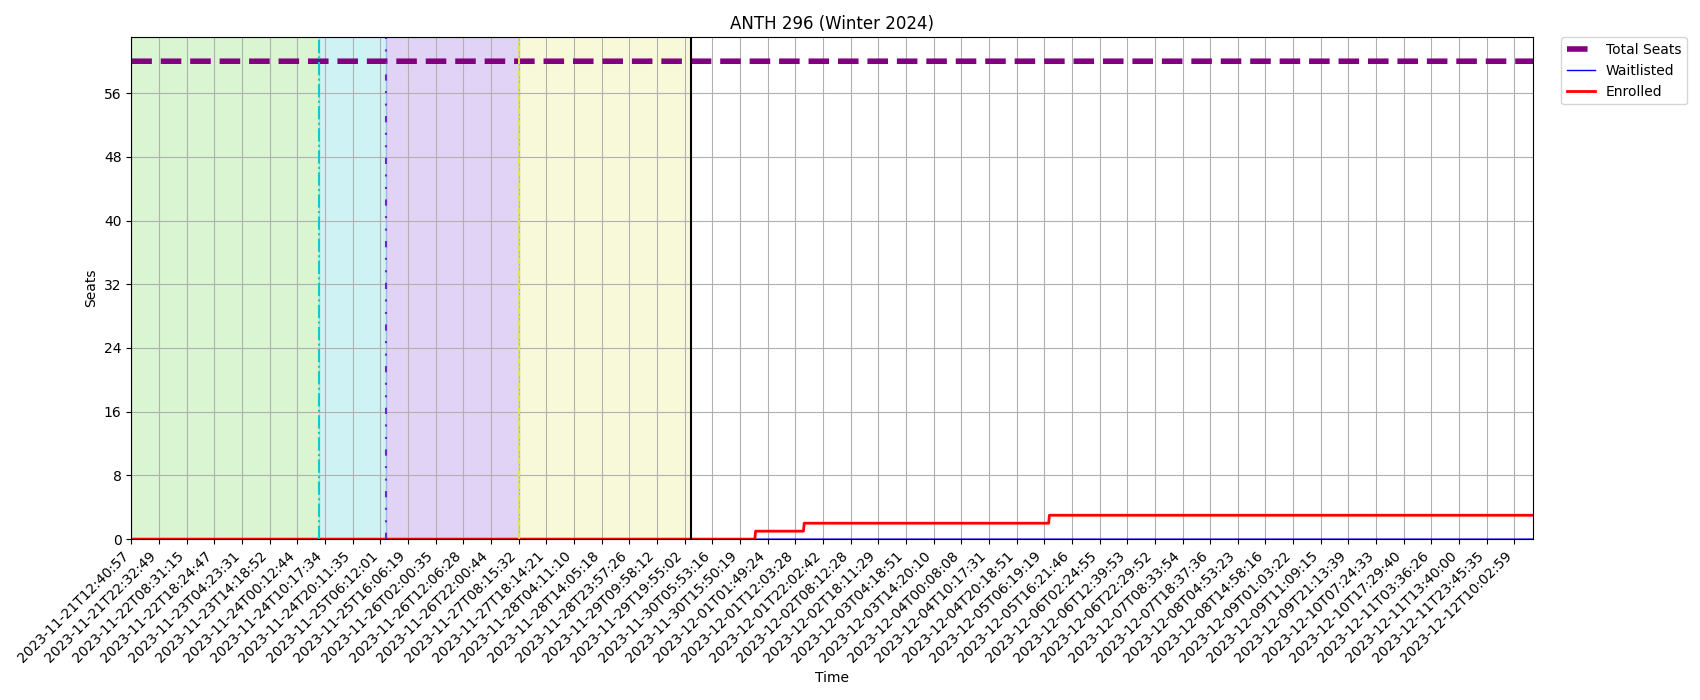 ANTH 296 (Winter 2024)
Total Seats
Waitlisted
Enrolled
Seats
56
48
40
32
24
16
8
0
2023-11-21T12:40:57
2023-11-21T22:32:49
2023-11-22T08:31:15
2023-11-22T18:24:47
2023-11-23T04:23:31
2023-11-23T14:18:52
2023-11-24T00:12:44
2023-11-24T10:17:34
2023-11-24T20:11:35
2023-11-25T06:12:01
2023-11-25T16:06:19
2023-11-26T02:00:35
2023-11-26T12:06:28
2023-11-26T22:00:44
2023-11-27T08:15:32
2023-11-27T18:14:21
2023-11-28T04:11:10
2023-11-28T14:05:18
2023-11-28T23:57:26
2023-11-29T09:58:12
2023-11-29T19:55:02
2023-11-30T05:53:16
2023-11-30T15:50:19
2023-12-01T01:49:24
2023-12-01T12:03:28
2023-12-01T22:02:42
2023-12-02T08:12:28
2023-12-02T18:11:29
2023-12-03T04:18:51
2023-12-03T14:20:10
2023-12-04T00:08:08
2023-12-04T10:17:31
2023-12-04T20:18:51
2023-12-05T06:19:19
2023-12-05T16:21:46
2023-12-06T02:24:55
2023-12-06T12:39:53
2023-12-06T22:29:52
2023-12-07T08:33:54
2023-12-07T18:37:36
2023-12-08T04:53:23
2023-12-08T14:58:16
2023-12-09T01:03:22
2023-12-09T11:09:15
2023-12-09T21:13:39
2023-12-10T07:24:33
2023-12-10T17:29:40
2023-12-11T03:36:26
2023-12-11T13:40:00
2023-12-11T23:45:35
2023-12-12T10:02:59
Time